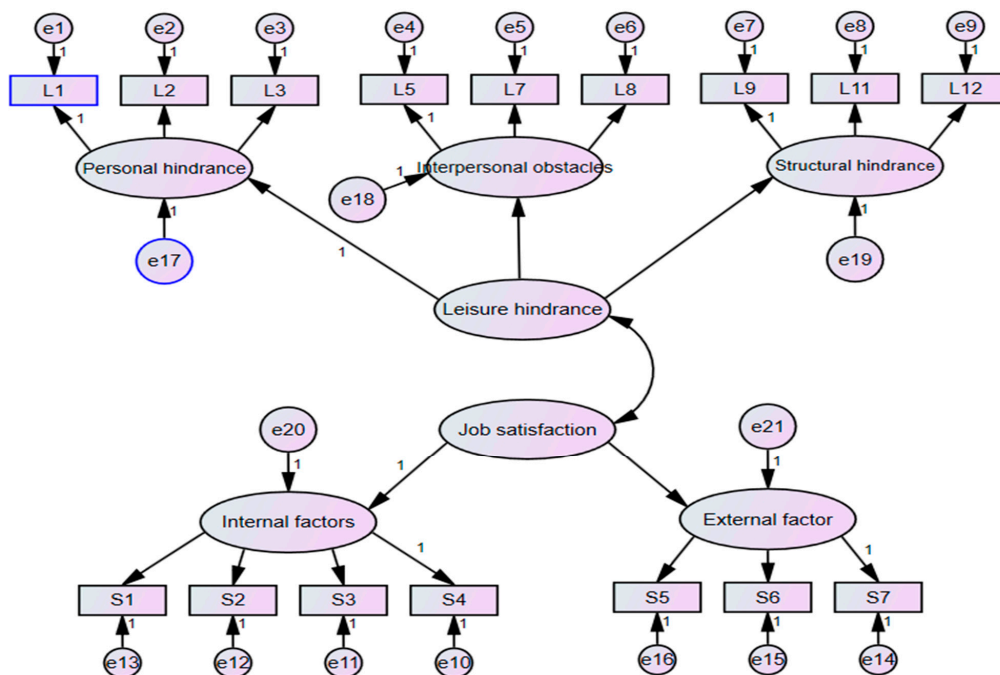 e1 e2 e3 e4 e5 e6 e7 e8 e9
1 1 1 1 1 1 1 1 1
L1 L2 L3 L5 L7 L8 L9 L11 L12
1 1 1
Personal hindrance Interpersonal obstacles Structural hindrance
1
e18
1 1
e17 e19
1
Leisure hindrance
Job satisfaction
e20 e21
1
1 1
Internal factors External factor
1 1
S1 S2 S3 S4 S5 S6 S7
1 1 1 1 1 1 1
e13 e12 e11 e10 e16 e15 e14